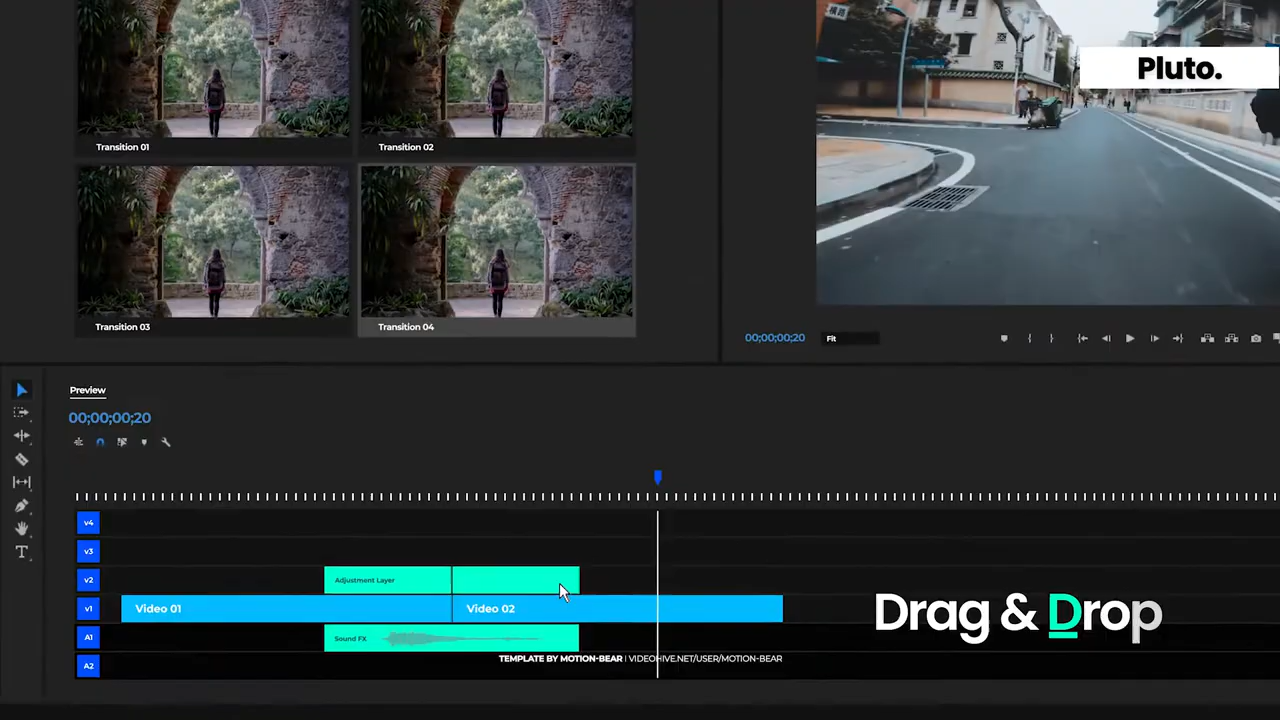 横路
Pluto.
Transition 01
Transition 02
Transition 03
Transition 04
00;00;00;20
Fit
Preview
00;00;00;20
T
v4
v3
v2
Adjustment Layer
v1
Video 01
Video 02
A1
Sound FX
A2
Drag & Drop
TEMPLATE BY MOTION-BEAR | VIDEOHIVE.NET/USER/MOTION-BEAR